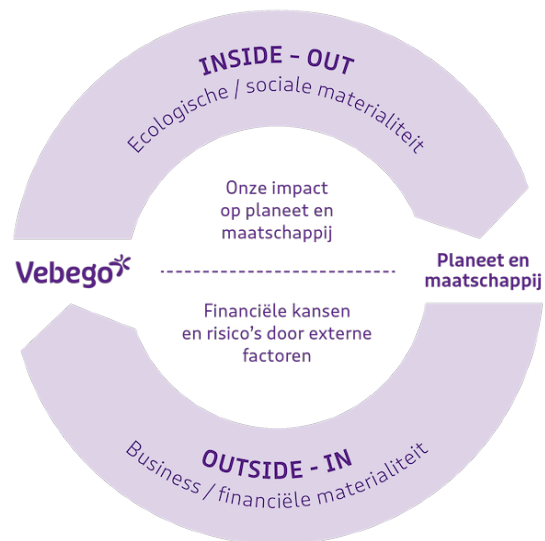 INSIDE - OUT
Ecologische / sociale materialiteit
Onze impact
op planeet en
maatschappij
Vebego
Planeet en
maatschappij
Financiële kansen
en risico's door externe
factoren
OUTSIDE - IN
Business / financiële materialiteit